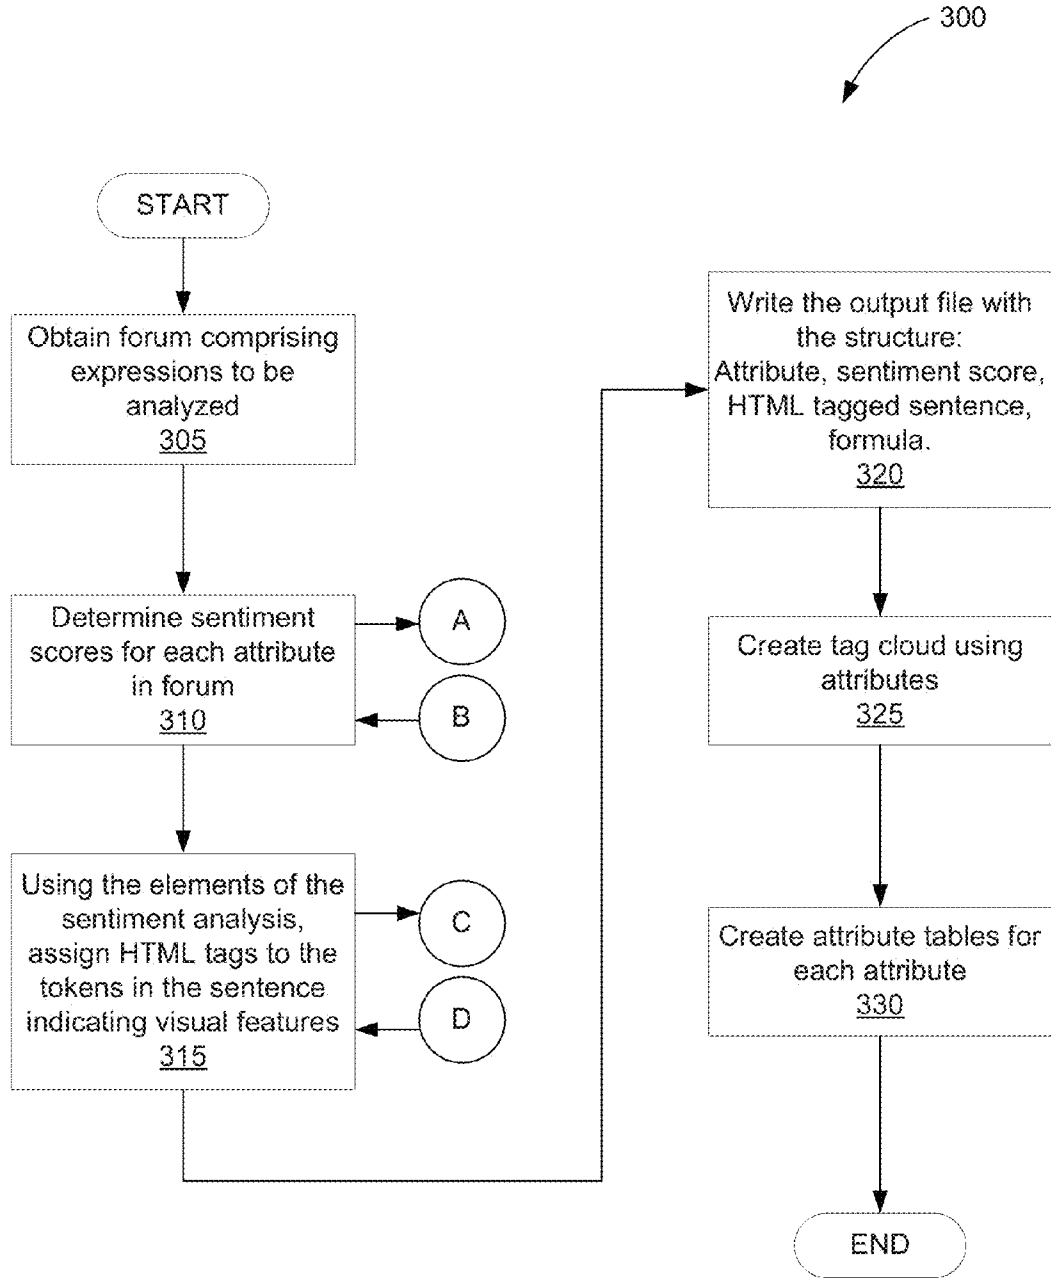 300
START
Obtain forum comprising
expressions to be
analyzed
305
Determine sentiment
scores for each attribute
in forum
310
A
B
Using the elements of the
sentiment analysis,
assign HTML tags to the
tokens in the sentence
indicating visual features
315
C
D
Write the output file with
the structure:
Attribute, sentiment score,
HTML tagged sentence,
formula.
320
Create tag cloud using
attributes
325
Create attribute tables for
each attribute
330
END